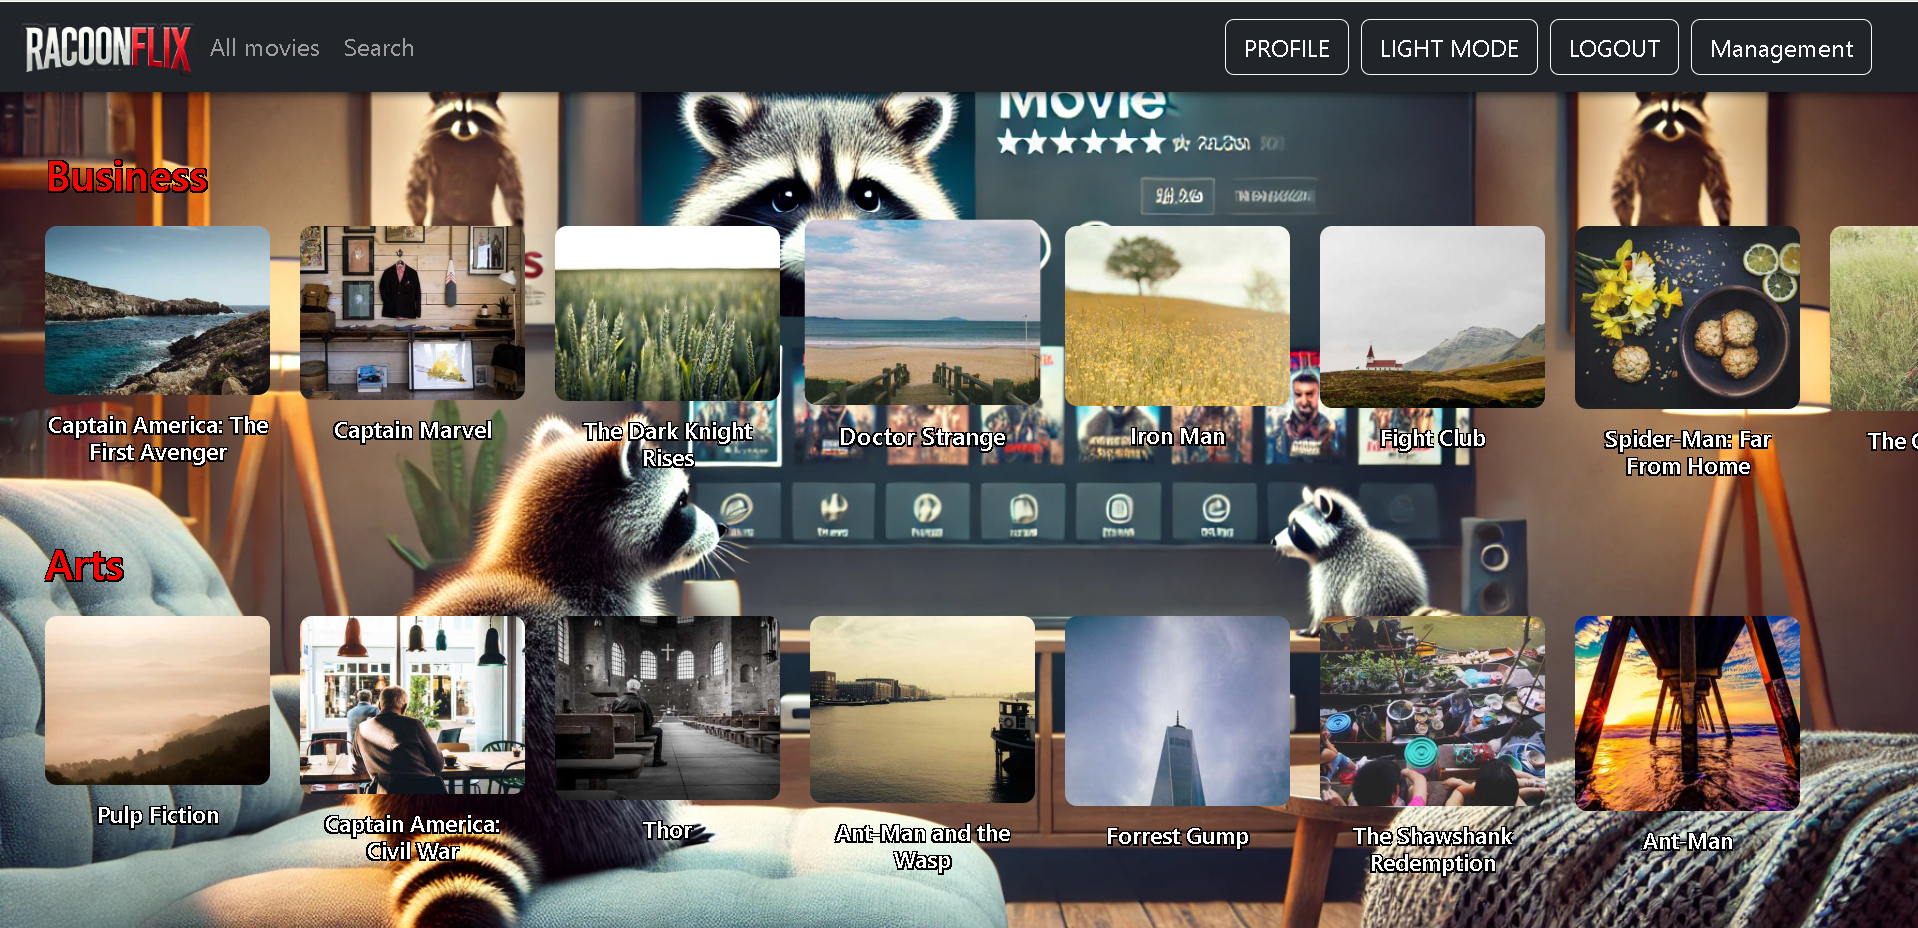 RACOONFLIX All movies Search PROFILE LIGHT MODE LOGOUT Management
Movie
Business
Captain America: The
First Avenger
Captain Marvel
The Dark Knight
Rises
Doctor Strange
Iron Man
Fight Club
Spider-Man: Far
From Home
Arts
Pulp Fiction
Captain America:
Civil War
Thor
Ant-Man and the
Wasp
Forrest Gump
The Shawshank
Redemption
Ant-Man